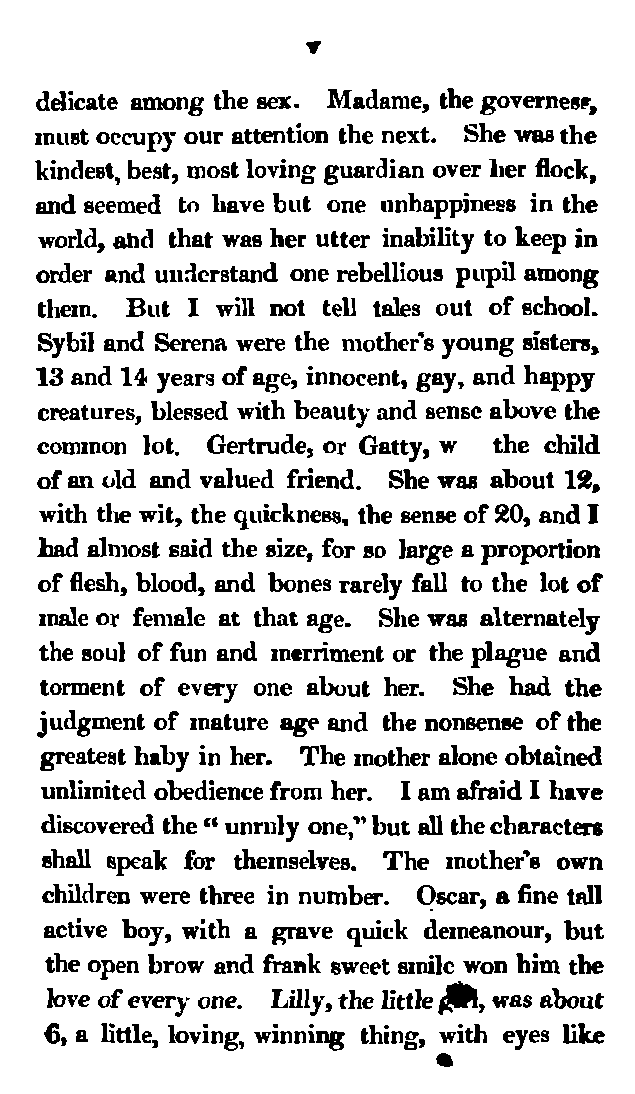 v
delicate among the sex. Madame, the governess,
must occupy our attention the next. She was the
kindest, best, most loving guardian over her flock,
and seemed to have but one unhappiness in the
world, and that was her utter inability to keep in
order and understand one rebellious pupil among
them. But I will not tell tales out of school.
Sybil and Serena were the mother's young sisters,
13 and 14 years of age, innocent, gay, and happy
creatures, blessed with beauty and sense above the
common lot. Gertrude, or Gatty, w the child
of an old and valued friend. She was about 12,
with the wit, the quickness, the sense of 20, and I
had almost said the size, for so large a proportion
of flesh, blood, and bones rarely fall to the lot of
male or female at that age. She was alternately
the soul of fun and merriment or the plague and
torment of every one about her. She had the
judgment of mature age and the nonsense of the
greatest baby in her. The mother alone obtained
unlimited obedience from her. I am afraid I have
discovered the “ unruly one,” but all the characters
shall speak for themselves. The mother's own
children were three in number. Oscar, a fine tall
active boy, with a grave quick demeanour, but
the open brow and frank sweet smile won him the
love of every one. Lilly, the little , was about
6, a little, loving, winning thing, with eyes like